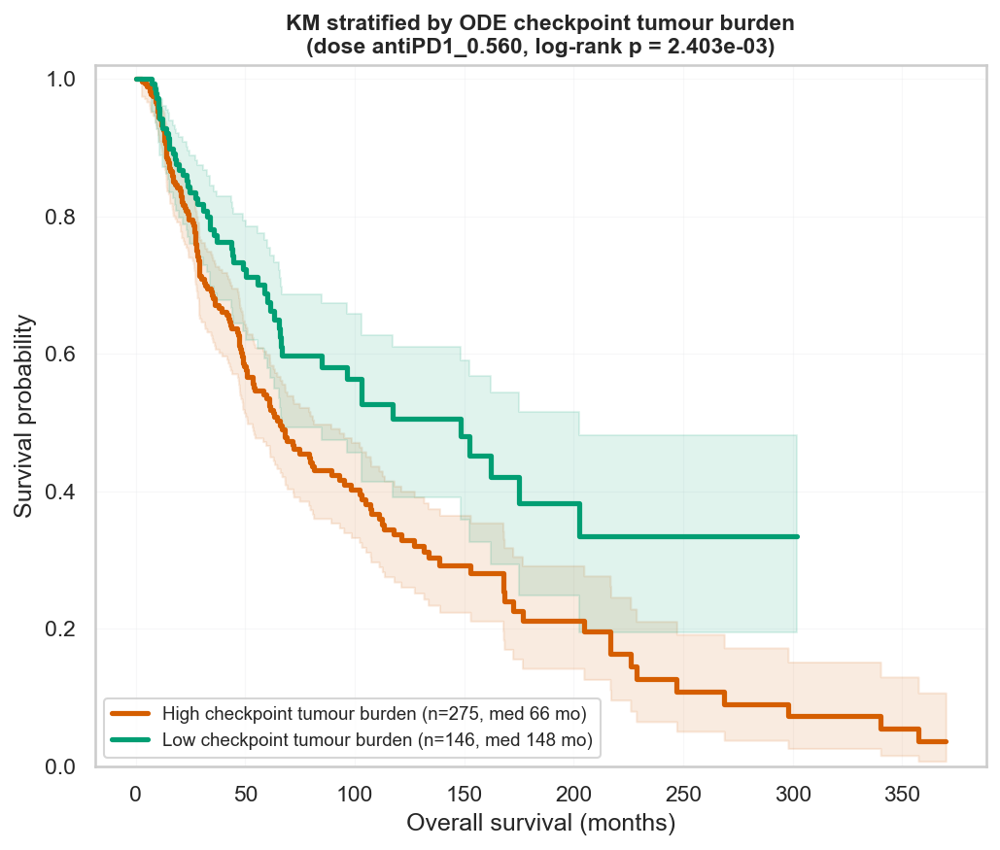 KM stratified by ODE checkpoint tumour burden
(dose antiPD1_0.560, log-rank p = 2.403e-03)
1.0
0.8
0.6
0.4
0.2
0.0
Survival probability
High checkpoint tumour burden (n=275, med 66 mo)
Low checkpoint tumour burden (n=146, med 148 mo)
0 50 100 150 200 250 300 350
Overall survival (months)